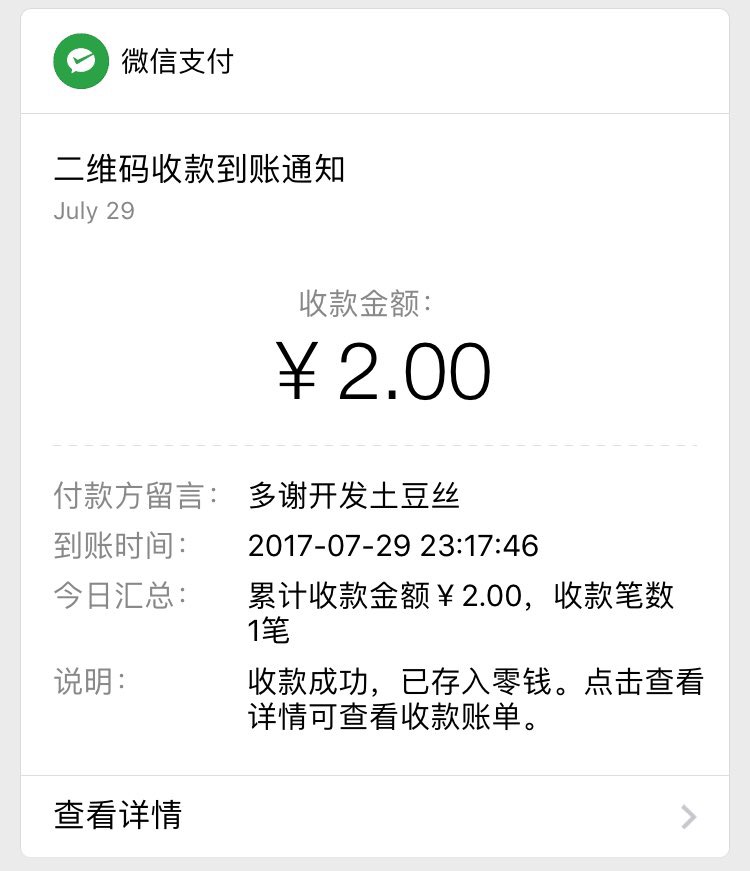 微信支付
二维码收款到账通知
July 29
收款金额：
￥2.00
付款方留言： 多谢开发土豆丝
到账时间： 2017-07-29 23:17:46
今日汇总： 累计收款金额￥2.00，收款笔数
1笔
说明： 收款成功，已存入零钱。点击查看
详情可查看收款账单。
查看详情